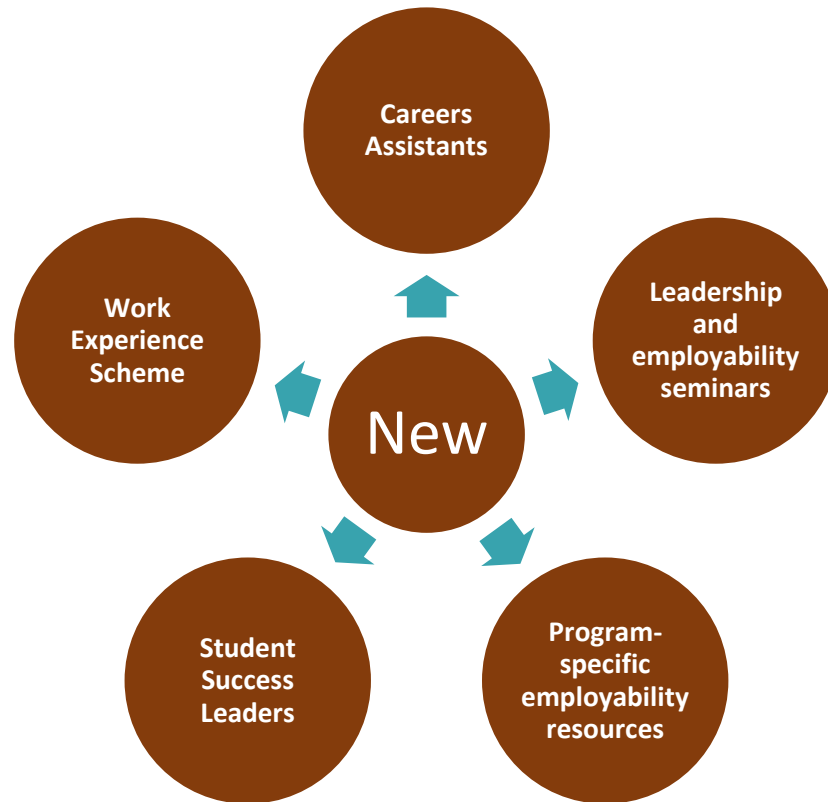 Careers
Assistants
Leadership
and
employability
seminars
Program-
specific
employability
resources
Student
Success
Leaders
Work
Experience
Scheme
New